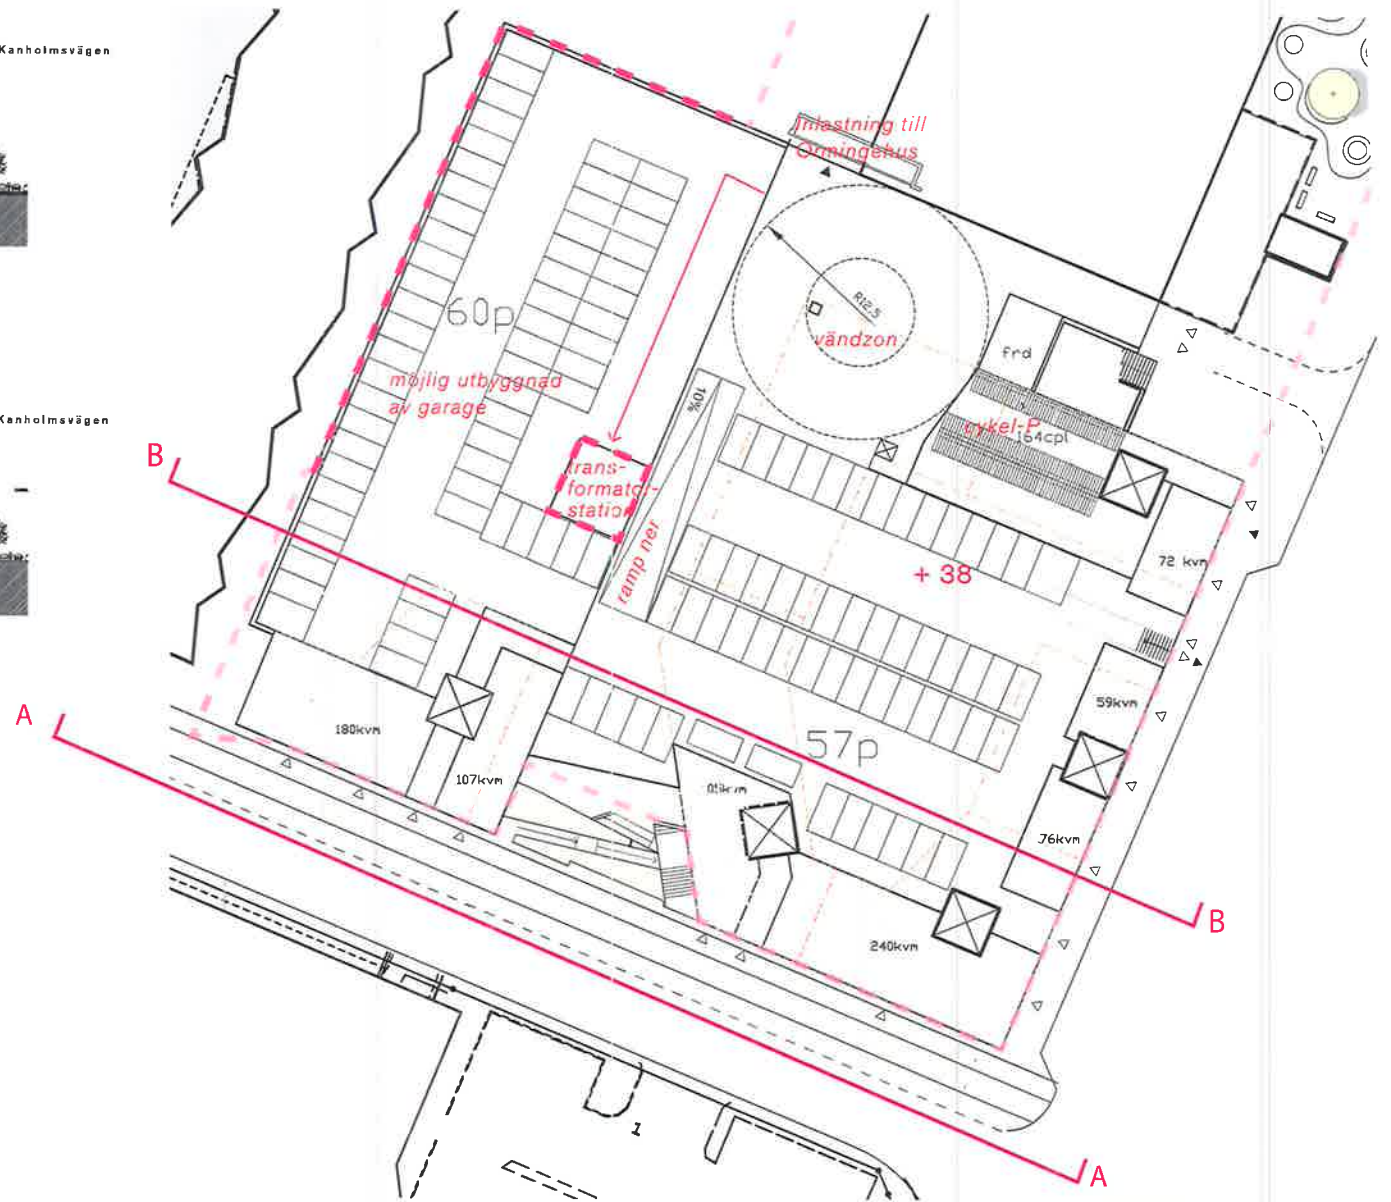 Kanholmsvägen
Kanholmsvägen
Inlastning till
Ormingehus
R12.5
vändzon
frd
60p
möjlig utbyggnad
av garage
10%
cykel-P
164cpl
B
trans-
formator-
station
ramp ner
+ 38
72 kvm
59kvm
A
180kvm
107kvm
57p
76kvm
240kvm
B
A
1